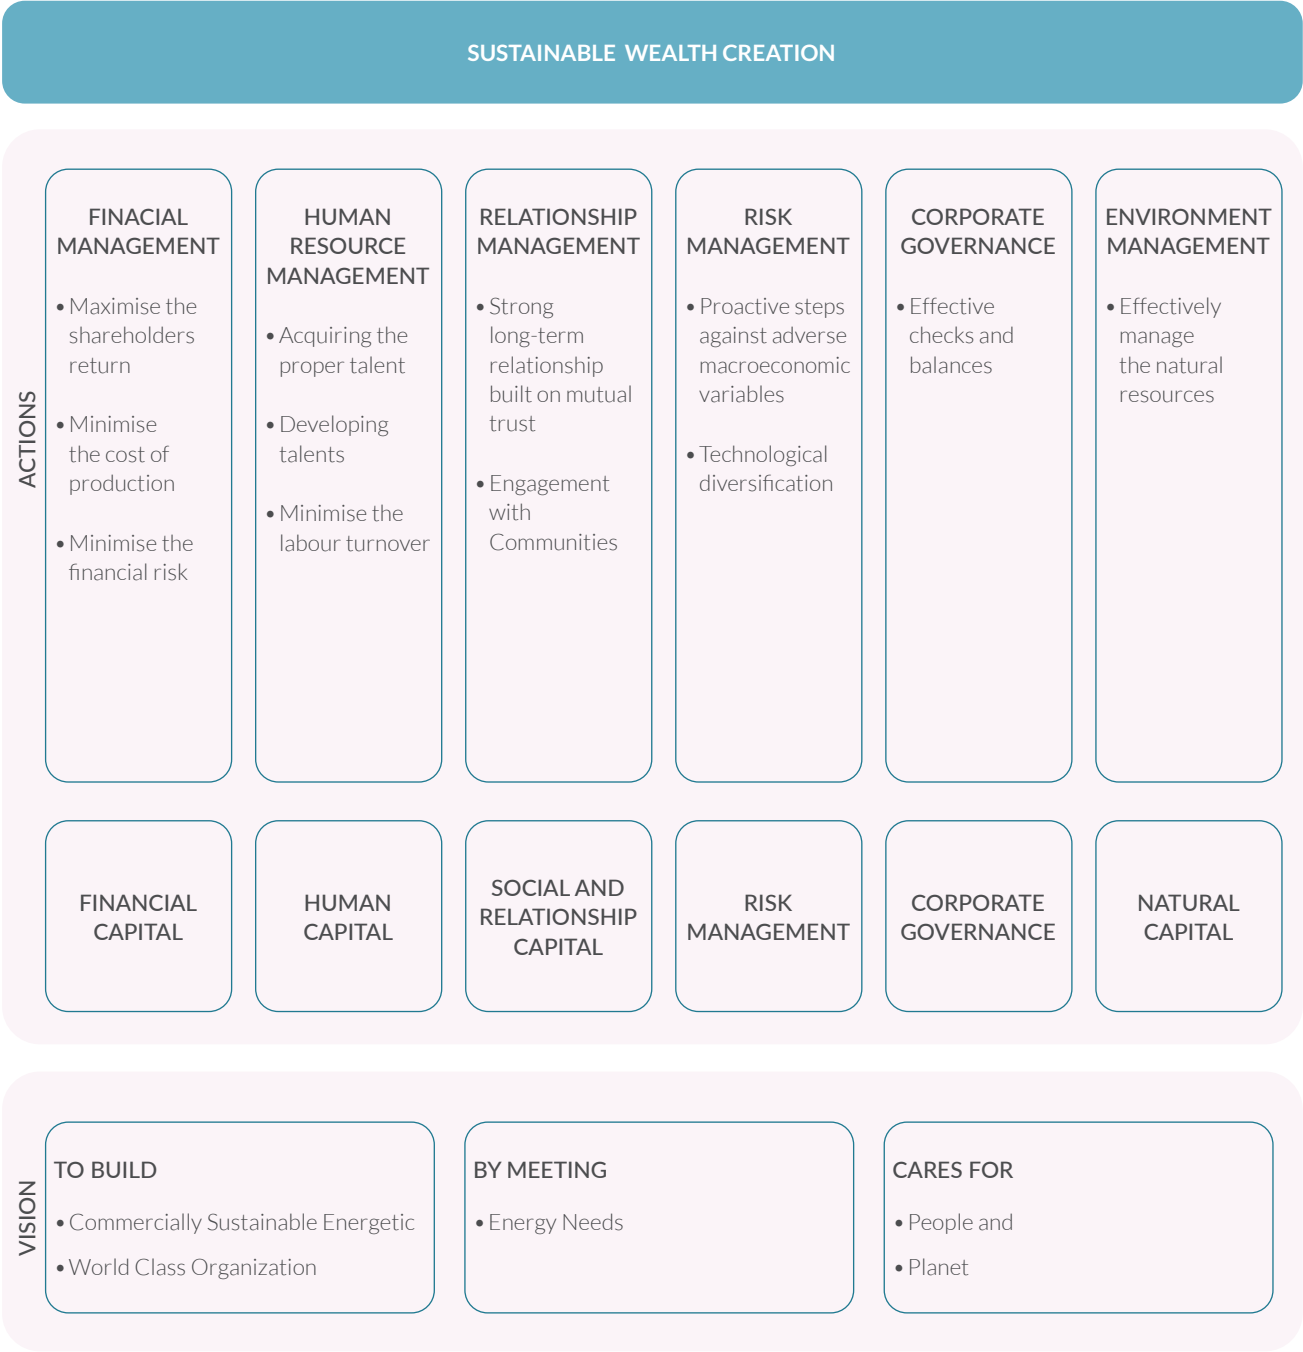 SUSTAINABLE WEALTH CREATION
ACTIONS
FINACIAL
MANAGEMENT
• Maximise the
shareholders
return
• Minimise
the cost of
production
• Minimise the
financial risk
HUMAN
RESOURCE
MANAGEMENT
• Acquiring the
proper talent
• Developing
talents
• Minimise the
labour turnover
RELATIONSHIP
MANAGEMENT
• Strong
long-term
relationship
built on mutual
trust
• Engagement
with
Communities
RISK
MANAGEMENT
• Proactive steps
against adverse
macroeconomic
variables
• Technological
diversification
CORPORATE
GOVERNANCE
• Effective
checks and
balances
ENVIRONMENT
MANAGEMENT
• Effectively
manage
the natural
resources
FINANCIAL
CAPITAL
HUMAN
CAPITAL
SOCIAL AND
RELATIONSHIP
CAPITAL
RISK
MANAGEMENT
CORPORATE
GOVERNANCE
NATURAL
CAPITAL
VISION
TO BUILD
• Commercially Sustainable Energetic
• World Class Organization
BY MEETING
• Energy Needs
CARES FOR
• People and
• Planet